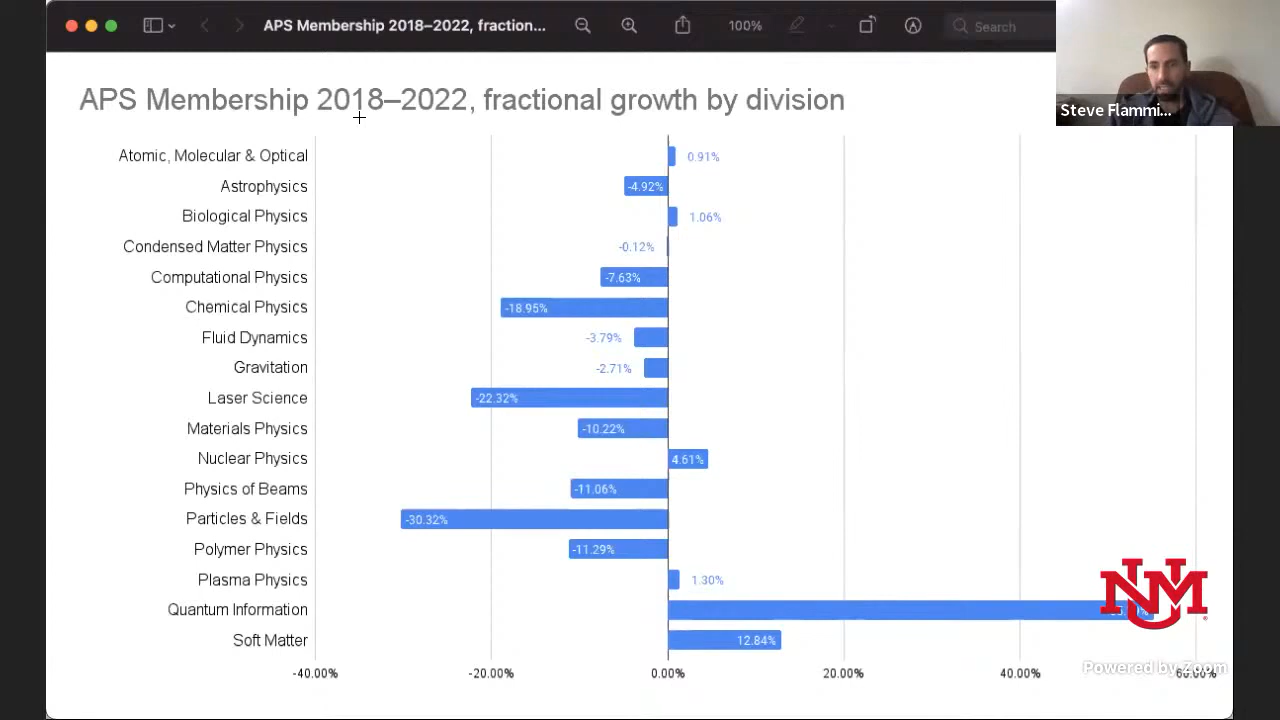 APS Membership 2018–2022, fraction...
100%
Search
Steve Flammi...
APS Membership 2018–2022, fractional growth by division
Atomic, Molecular & Optical 0.91%
Astrophysics -4.92%
Biological Physics 1.06%
Condensed Matter Physics -0.12%
Computational Physics -7.63%
Chemical Physics -18.95%
Fluid Dynamics -3.79%
Gravitation -2.71%
Laser Science -22.32%
Materials Physics -10.22%
Nuclear Physics 4.61%
Physics of Beams -11.06%
Particles & Fields -30.32%
Polymer Physics -11.29%
Plasma Physics 1.30%
Quantum Information
Soft Matter 12.84%
UNM
-40.00% -20.00% 0.00% 20.00% 40.00% 60.00%
Powered by Zoom